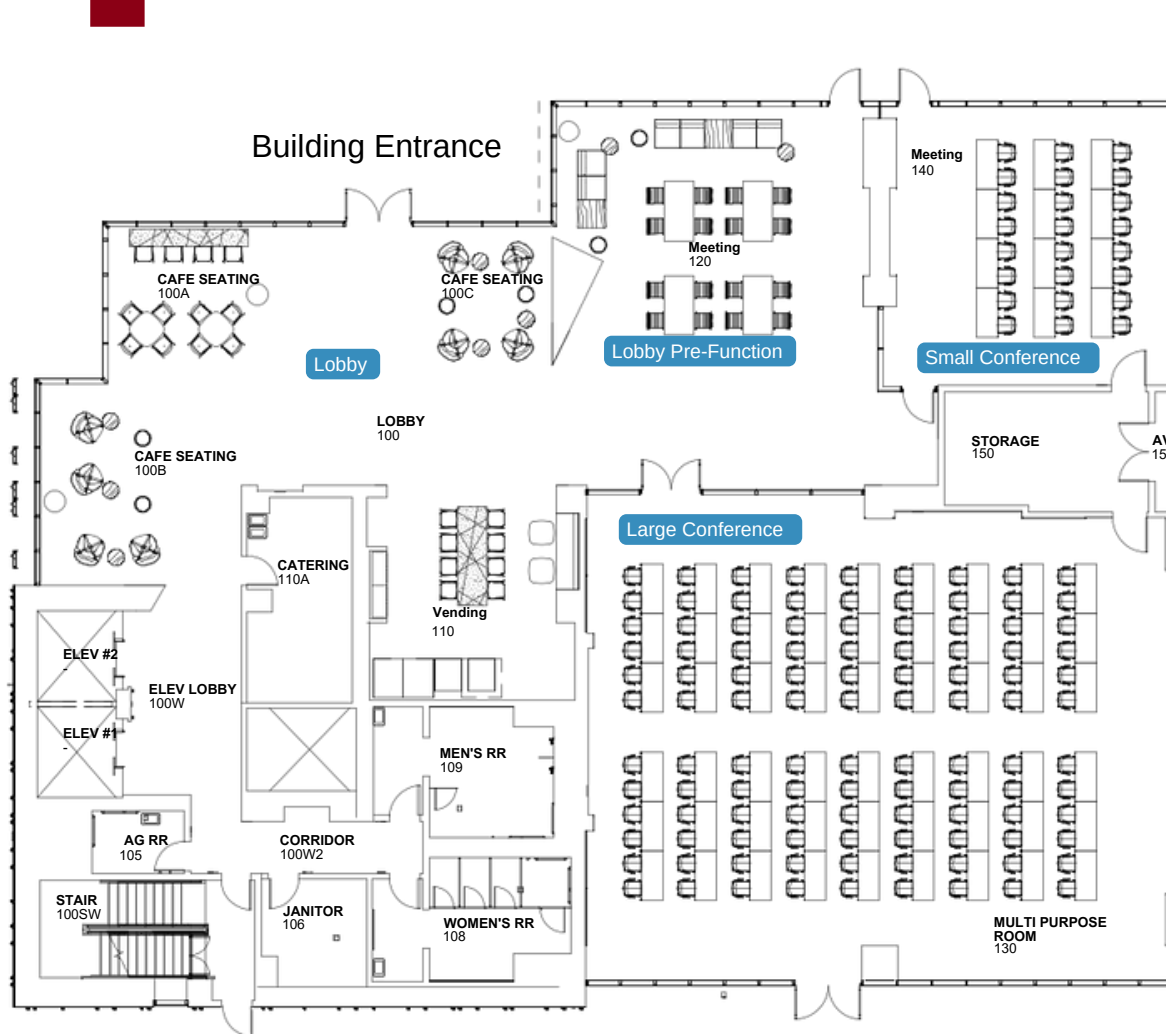 Building Entrance
Meeting
140
Meeting
120
CAFE SEATING
100A
CAFE SEATING
100C
Lobby
Lobby Pre-Function
Small Conference
LOBBY
100
CAFE SEATING
100B
STORAGE
150
AV
15
Large Conference
CATERING
110A
Vending
110
ELEV #2
-
ELEV LOBBY
100W
ELEV #1
-
MEN'S RR
109
AG RR
105
CORRIDOR
100W2
STAIR
100SW
JANITOR
106
WOMEN'S RR
108
MULTI PURPOSE
ROOM
130